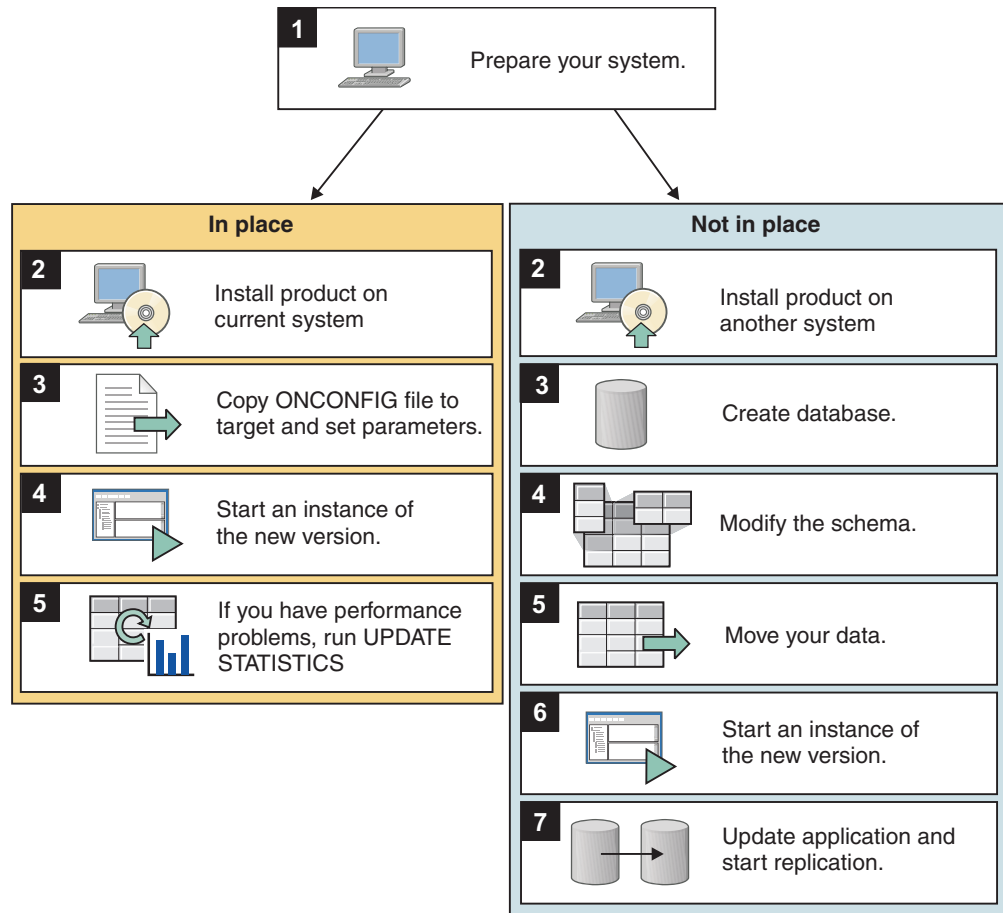 1
Prepare your system.
In place
2
Install product on
current system
3
Copy ONCONFIG file to
target and set parameters.
4
Start an instance of
the new version.
5
If you have performance
problems, run UPDATE
STATISTICS
Not in place
2
Install product on
another system
3
Create database.
4
Modify the schema.
5
Move your data.
6
Start an instance of
the new version.
7
Update application and
start replication.